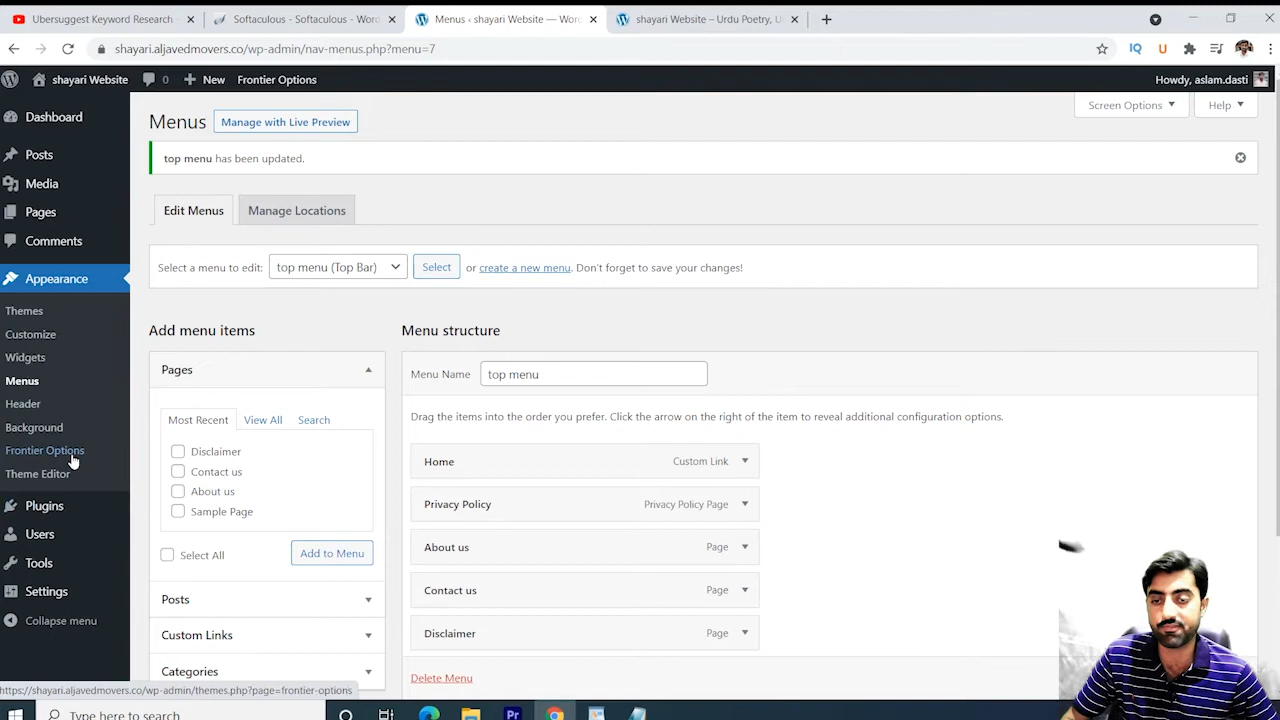 Ubersuggest Keyword Research -
Softaculous - Softaculous - Wor
Menus ‹ shayari Website — Wor
shayari Website – Urdu Poetry, U
shayari.aljavedmovers.co/wp-admin/nav-menus.php?menu=7
shayari Website
0
New
Frontier Options
Howdy, aslam.dasti
Dashboard
Posts
Media
Pages
Comments
Appearance
Themes
Customize
Widgets
Menus
Header
Background
Frontier Options
Theme Editor
Plugins
Users
Tools
Settings
Collapse menu
Screen Options
Help
Menus
Manage with Live Preview
top menu has been updated.
Edit Menus
Manage Locations
Select a menu to edit: top menu (Top Bar) Select or create a new menu. Don't forget to save your changes!
Add menu items
Pages
Most Recent
View All
Search
Disclaimer
Contact us
About us
Sample Page
Select All
Add to Menu
Posts
Custom Links
Categories
Menu structure
Menu Name top menu
Drag the items into the order you prefer. Click the arrow on the right of the item to reveal additional configuration options.
Home Custom Link
Privacy Policy Privacy Policy Page
About us Page
Contact us Page
Disclaimer Page
Delete Menu
https://shayari.aljavedmovers.co/wp-admin/themes.php?page=frontier-options
Type here to search
Pr